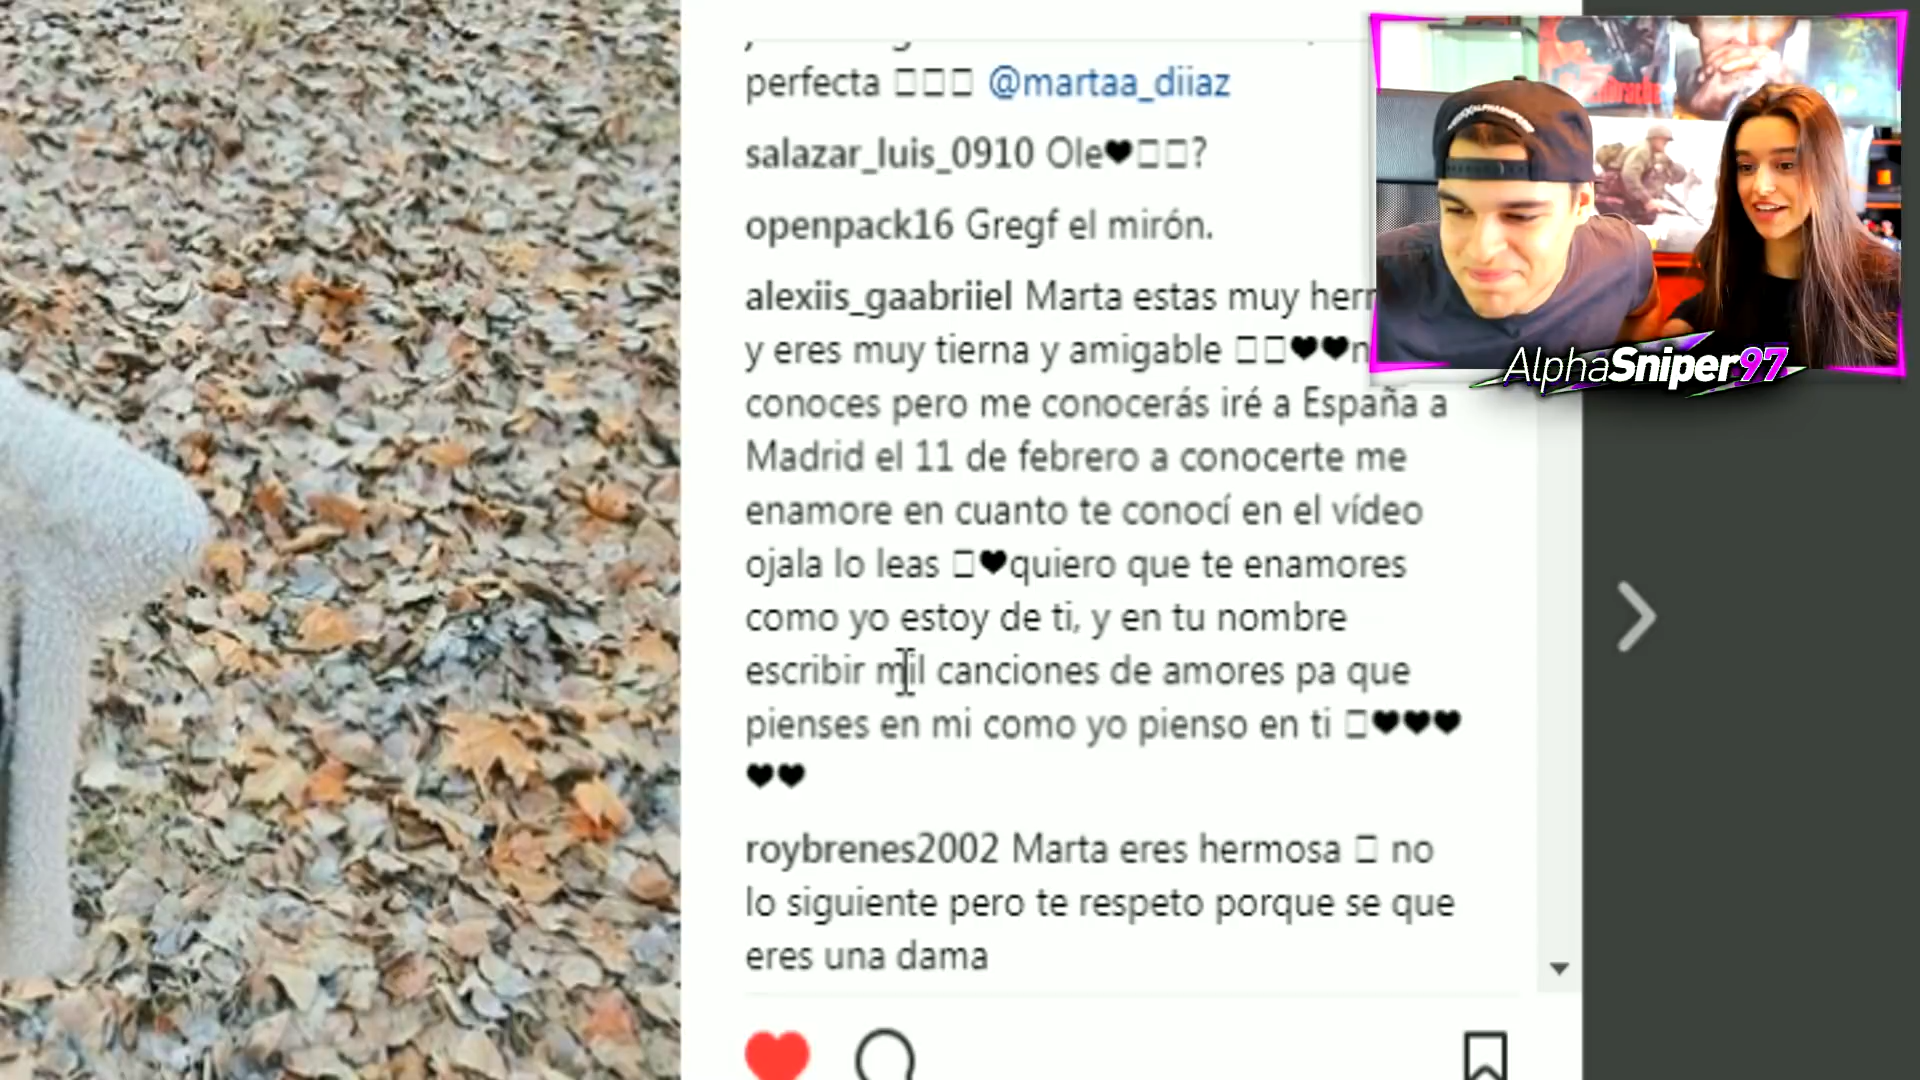 perfecta @martaa_diiaz
salazar_luis_0910 Ole♥?
openpack16 Gregf el mirón.
alexiis_gaabriiel Marta estas muy
y eres muy tierna y amigable ♥♥
conoces pero me conocerás iré a España a
Madrid el 11 de febrero a conocerte me
enamore en cuanto te conocí en el vídeo
ojala lo leas ♥quiero que te enamores
como yo estoy de ti, y en tu nombre
escribir mil canciones de amores pa que
pienses en mi como yo pienso en ti ♥♥♥
♥♥
roybrenes2002 Marta eres hermosa no
lo siguiente pero te respeto porque se que
eres una dama
AlphaSniper97